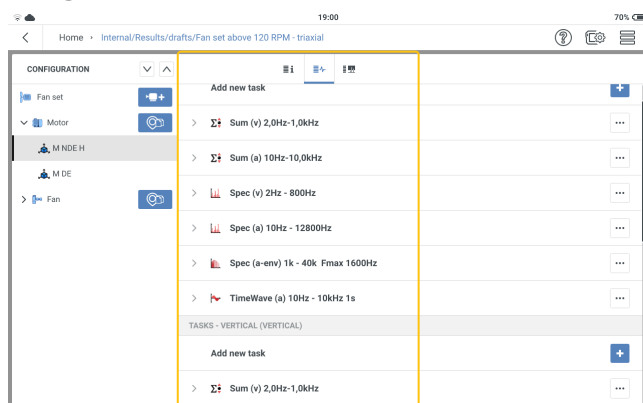 19:00
70%
Home › Internal/Results/drafts/Fan set above 120 RPM - triaxial
CONFIGURATION
Fan set
Motor
M NDE H
M DE
Fan
Add new task
Sum (v) 2,0Hz-1,0kHz
Sum (a) 10Hz-10,0kHz
Spec (v) 2Hz - 800Hz
Spec (a) 10Hz - 12800Hz
Spec (a-env) 1k - 40k Fmax 1600Hz
TimeWave (a) 10Hz - 10kHz 1s
TASKS - VERTICAL (VERTICAL)
Add new task
Sum (v) 2,0Hz-1,0kHz